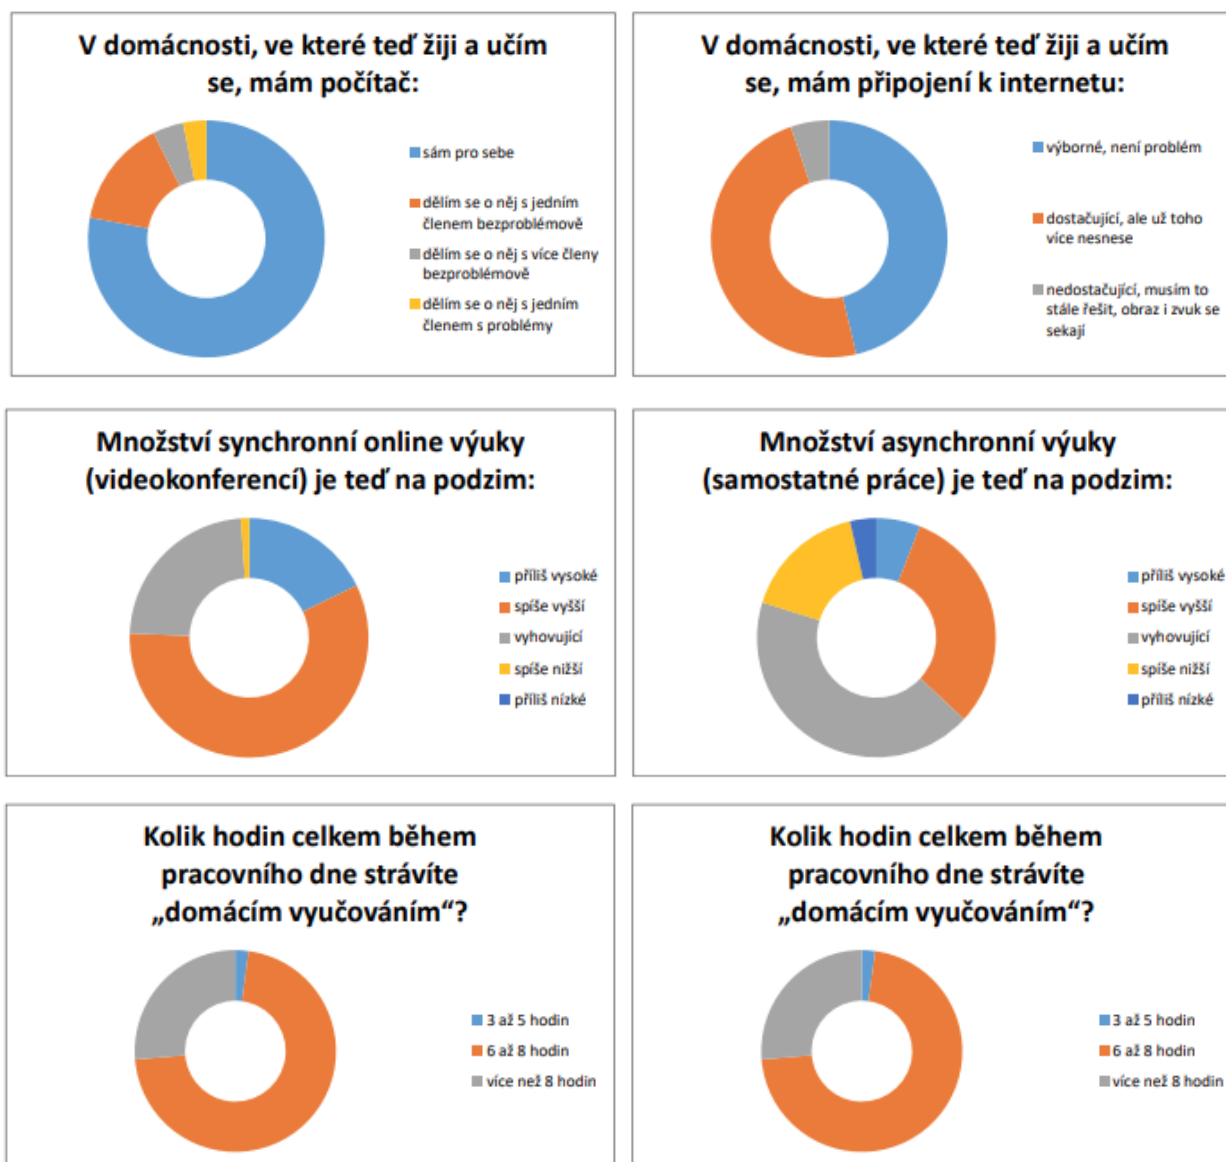 V domácnosti, ve které teď žiji a učím
se, mám počítač:
sám pro sebe
dělím se o něj s jedním
členem bezproblémově
dělím se o něj s více členy
bezproblémově
dělím se o něj s jedním
členem s problémy
V domácnosti, ve které teď žiji a učím
se, mám připojení k internetu:
výborné, není problém
dostačující, ale už toho
více nesnese
nedostačující, musím to
stále řešit, obraz i zvuk se
sekají
Množství synchronní online výuky
(videokonferencí) je teď na podzim:
příliš vysoké
spíše vyšší
vyhovující
spíše nižší
příliš nízké
Množství asynchronní výuky
(samostatné práce) je teď na podzim:
příliš vysoké
spíše vyšší
vyhovující
spíše nižší
příliš nízké
Kolik hodin celkem během
pracovního dne strávíte
„domácím vyučováním“?
3 až 5 hodin
6 až 8 hodin
více než 8 hodin
Kolik hodin celkem během
pracovního dne strávíte
„domácím vyučováním“?
3 až 5 hodin
6 až 8 hodin
více než 8 hodin